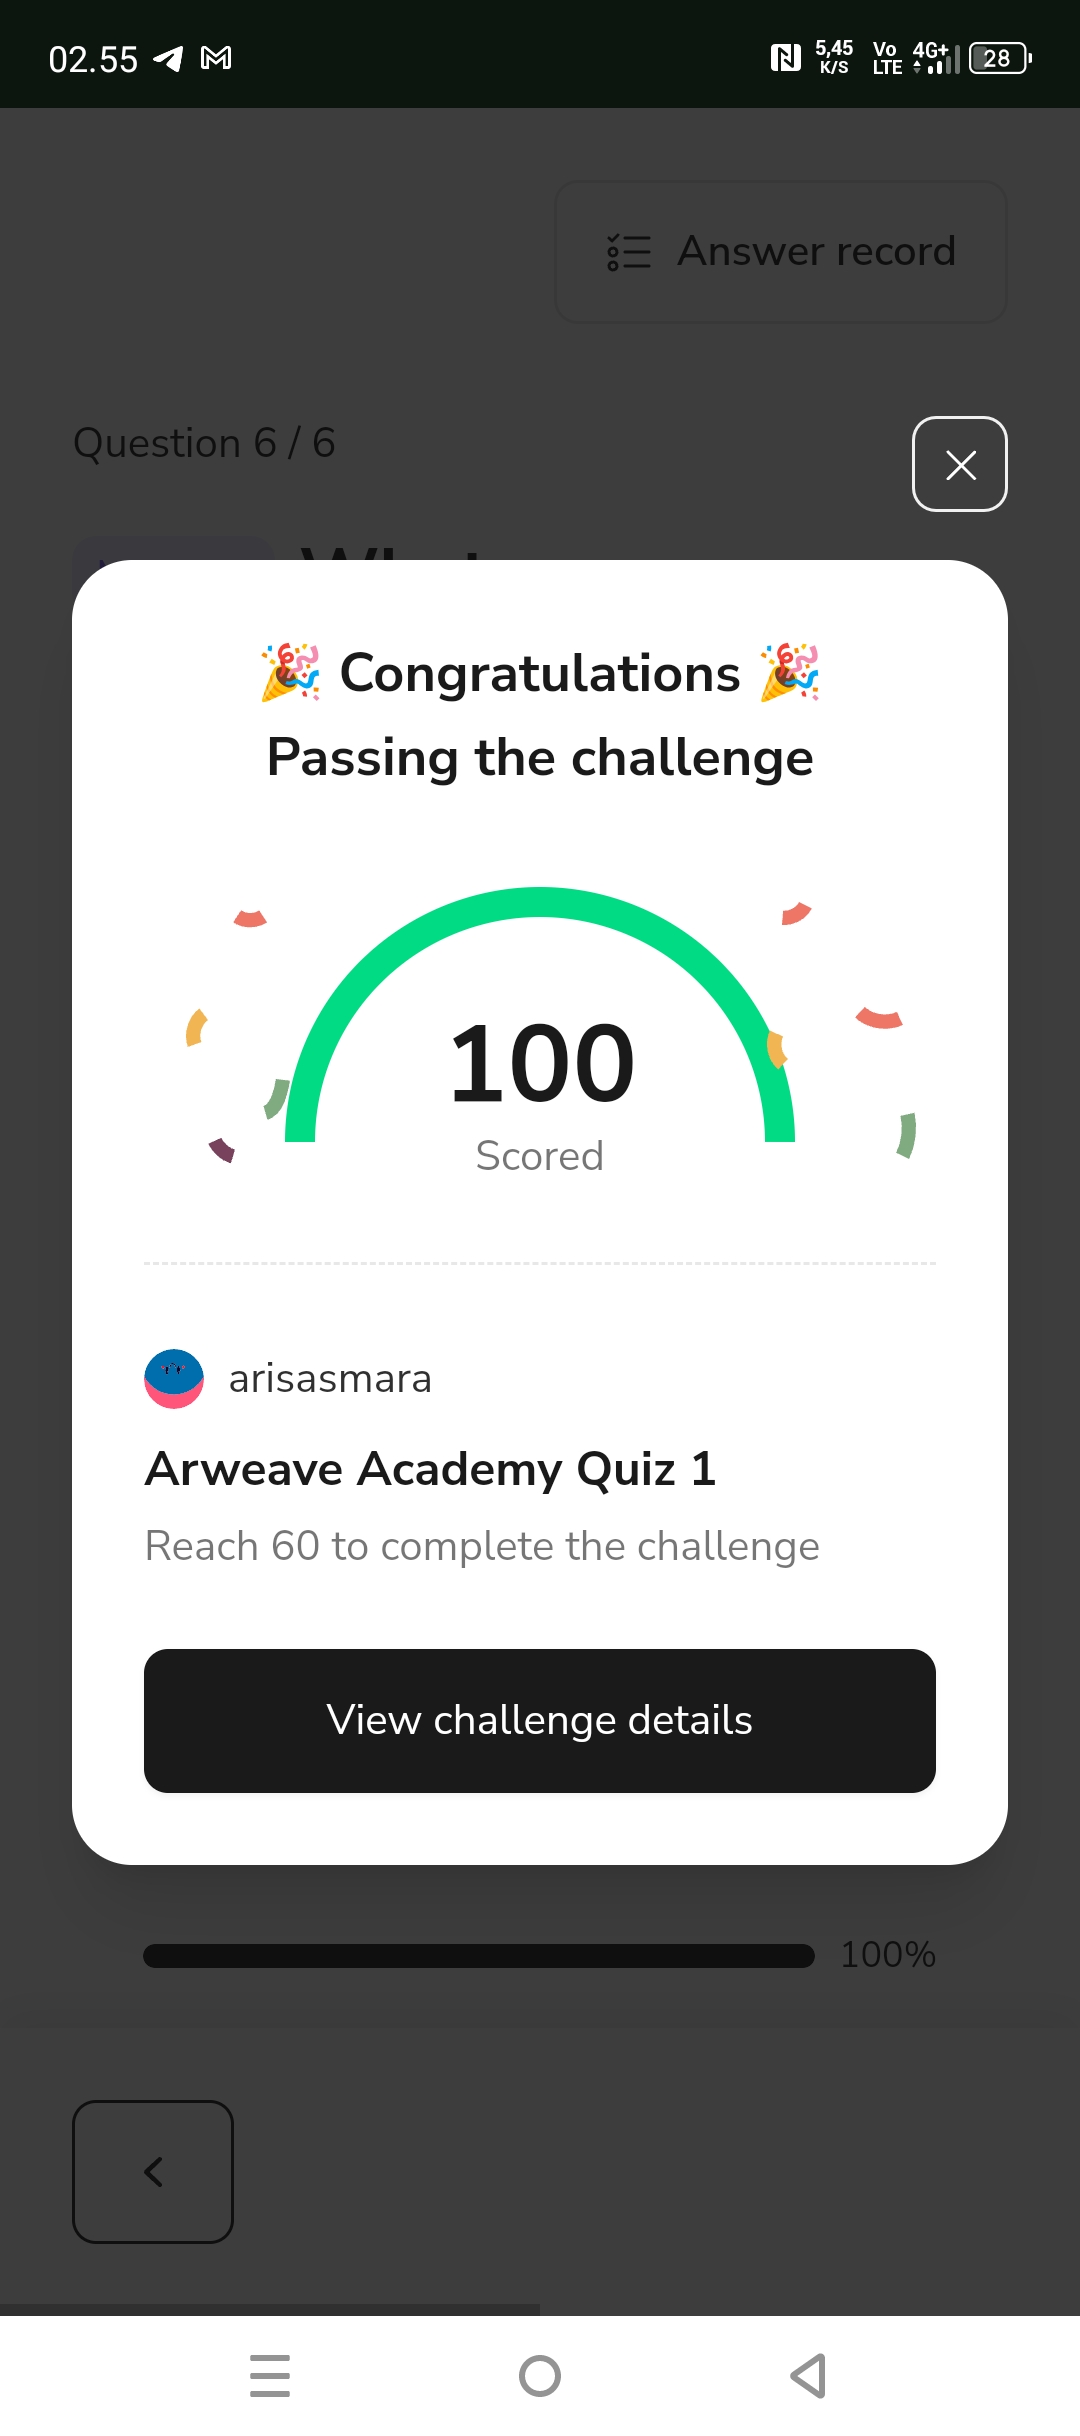 02.55
5,45
K/S
Vo
LTE
4G+
28
Answer record
Question 6 / 6
🎉 Congratulations 🎉
Passing the challenge
100
Scored
arisasmara
Arweave Academy Quiz 1
Reach 60 to complete the challenge
View challenge details
100%